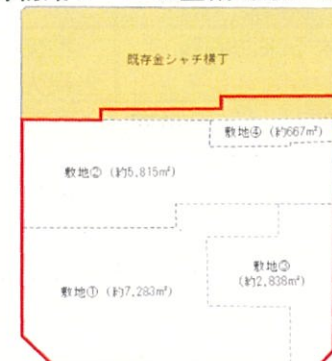 既存金シャチ横丁
敷地④（約667㎡）
敷地②（約5,815㎡）
敷地③
（約2,838㎡）
敷地①（約7,283㎡）